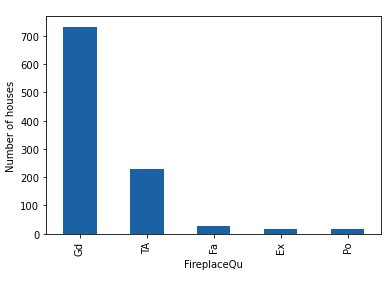 Number of houses
700
600
500
400
300
200
100
0
Gd
TA
Fa
Ex
Po
FireplaceQu